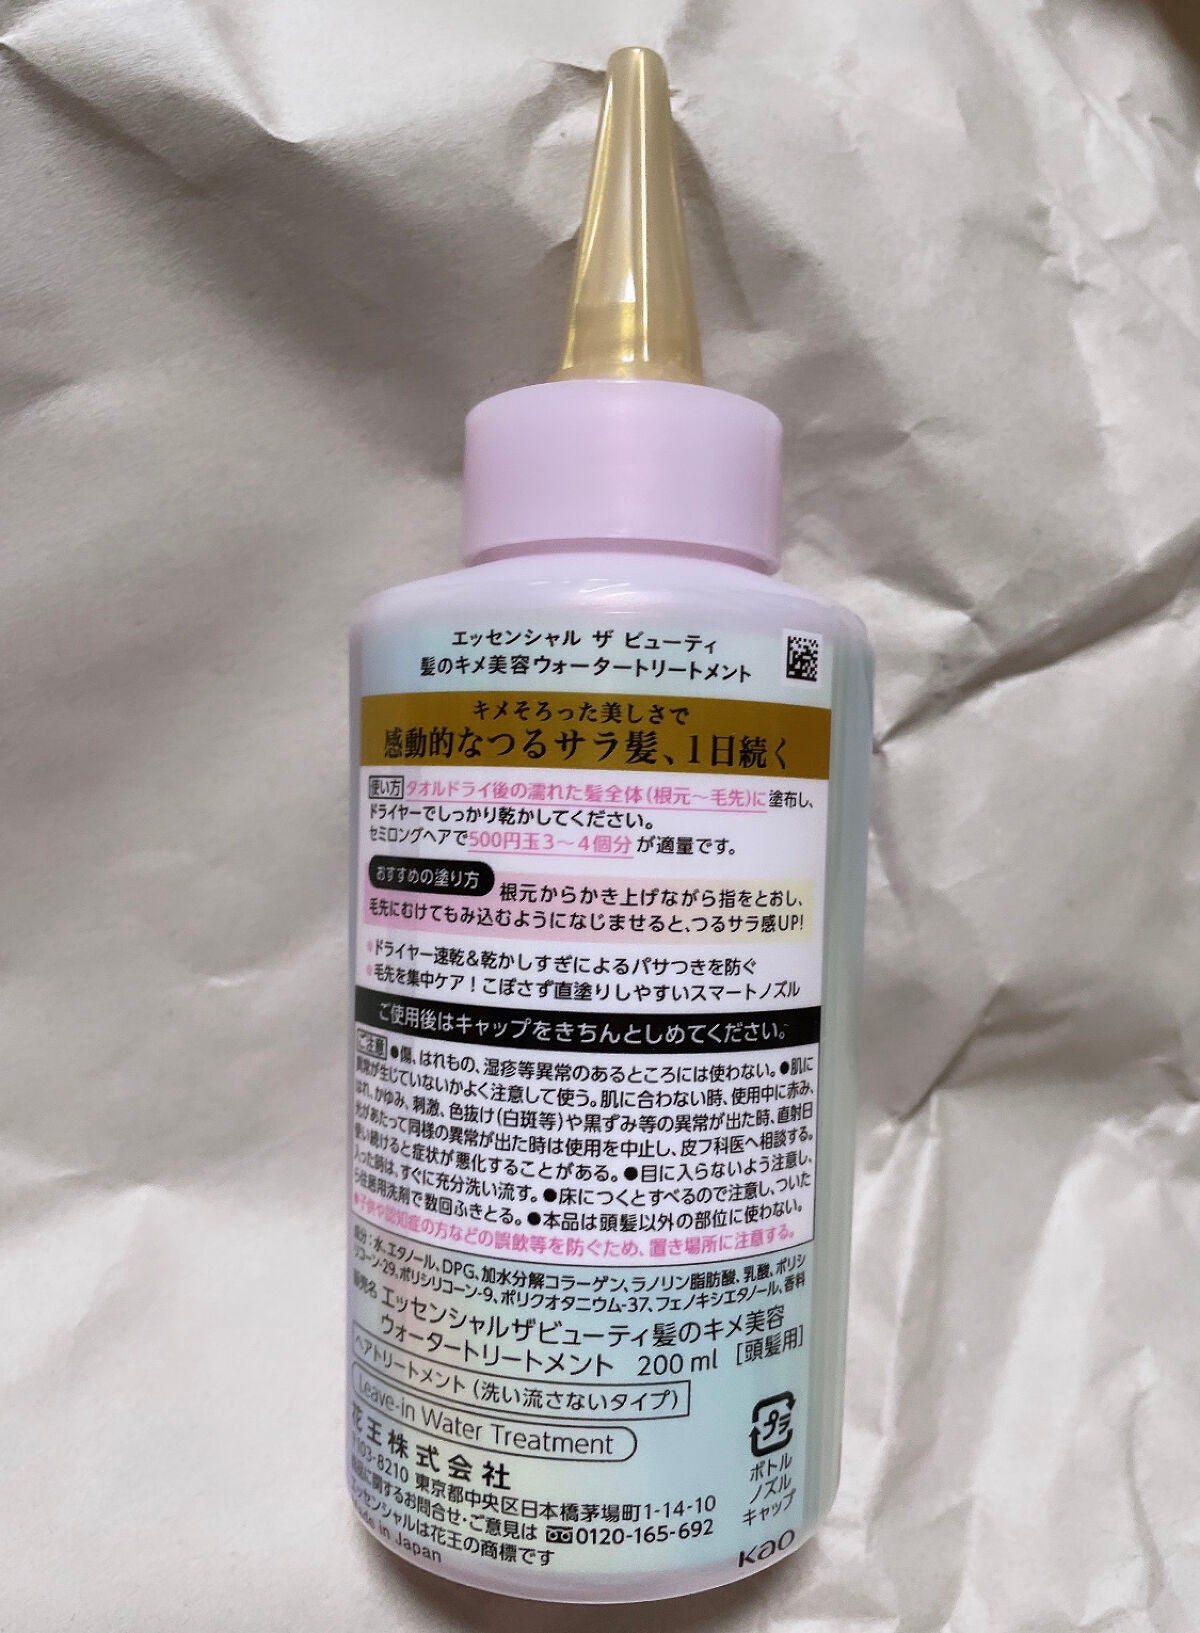 エッセンシャル ザ ビューティ
髪のキメ美容ウォータートリートメント
キメそろった美しさで
感動的なつるサラ髪、1日続く
使い方 タオルドライ後の濡れた髪全体(根元～毛先)に塗布し、
ドライヤーでしっかり乾かしてください。
セミロングヘアで500円玉3～4個分が適量です。
おすすめの塗り方 根元からかき上げながら指をとおし、
毛先にむけてもみ込むようになじませると、つるサラ感UP!
●ドライヤー速乾&乾かしすぎによるパサつきを防ぐ
●毛先を集中ケア!こぼさず直塗りしやすいスマートノズル
ご使用後はキャップをきちんとしめてください。
ご注意 ●傷、はれもの、湿疹等異常のあるところには使わない。●肌に
異常が生じていないかよく注意して使う。肌に合わない時、使用中に赤み、
はれ、かゆみ、刺激、色抜け(白斑等)や黒ずみ等の異常が出た時、直射日
光があたって同様の異常が出た時は使用を中止し、皮フ科医へ相談する。
使い続けると症状が悪化することがある。●目に入らないよう注意し、
入った時は、すぐに充分洗い流す。●床につくとすべるので注意し、ついた
ら住居用洗剤で数回ふきとる。●本品は頭髪以外の部位に使わない。
●子供や認知症の方などの誤飲等を防ぐため、置き場所に注意する。
成分:水、エタノール、DPG、加水分解コラーゲン、ラノリン脂肪酸、乳酸、ポリシ
リコーン-29、ポリシリコーン-9、ポリクオタニウム-37、フェノキシエタノール、香料
販売名 エッセンシャルザビューティ髪のキメ美容
ウォータートリートメント 200ml [頭髪用]
ヘアトリートメント(洗い流さないタイプ)
Leave-in Water Treatment
花王株式会社
103-8210 東京都中央区日本橋茅場町1-14-10
商品に関するお問合せ・ご意見は 0120-165-692
エッセンシャルは花王の商標です
Made in Japan
プラ
ボトル
ノズル
キャップ
Kao